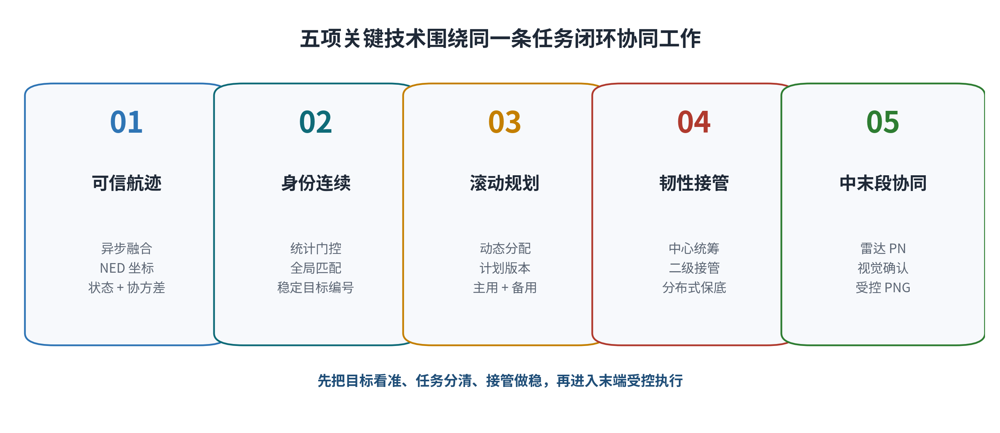 五项关键技术围绕同一条任务闭环协同工作
01
可信航迹
异步融合
NED 坐标
状态 + 协方差
02
身份连续
统计门控
全局匹配
稳定目标编号
03
滚动规划
动态分配
计划版本
主用 + 备用
04
韧性接管
中心统筹
二级接管
分布式保底
05
中末段协同
雷达 PN
视觉确认
受控 PNG
先把目标看准、任务分清、接管做稳，再进入末端受控执行